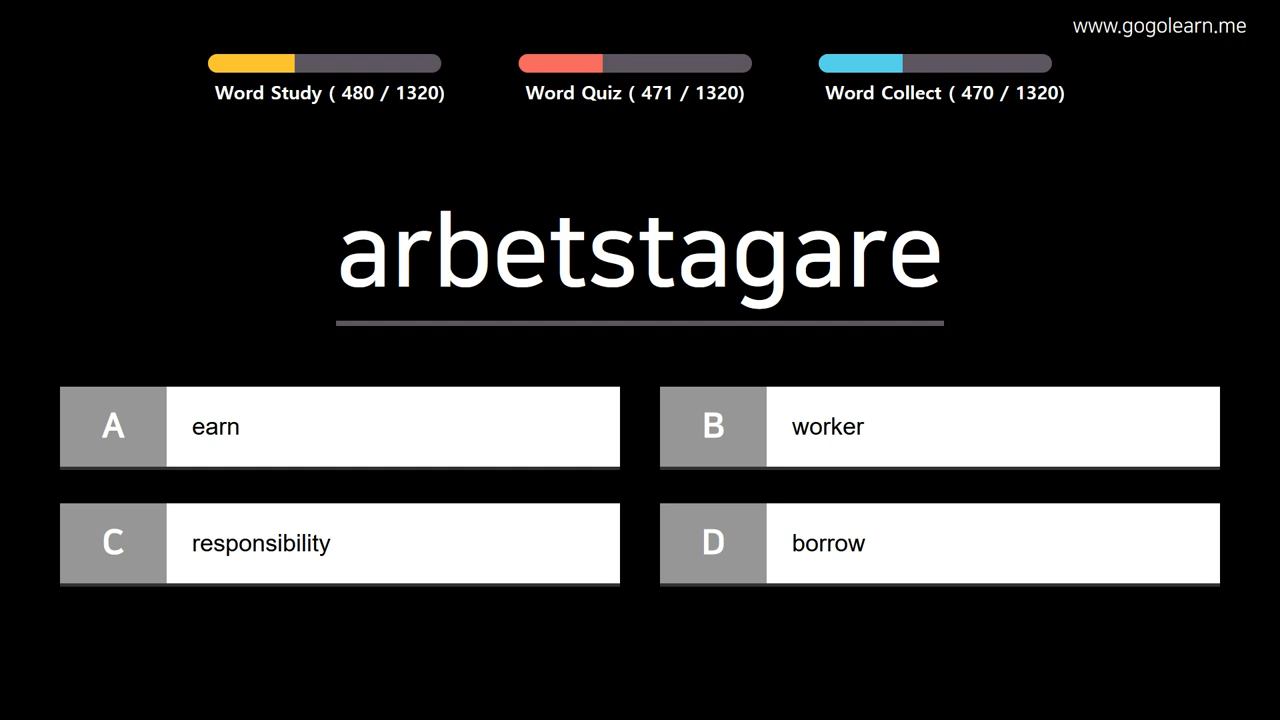 www.gogolearn.me
Word Study ( 480 / 1320)
Word Quiz ( 471 / 1320)
Word Collect ( 470 / 1320)
arbetstagare
A earn
B worker
C responsibility
D borrow